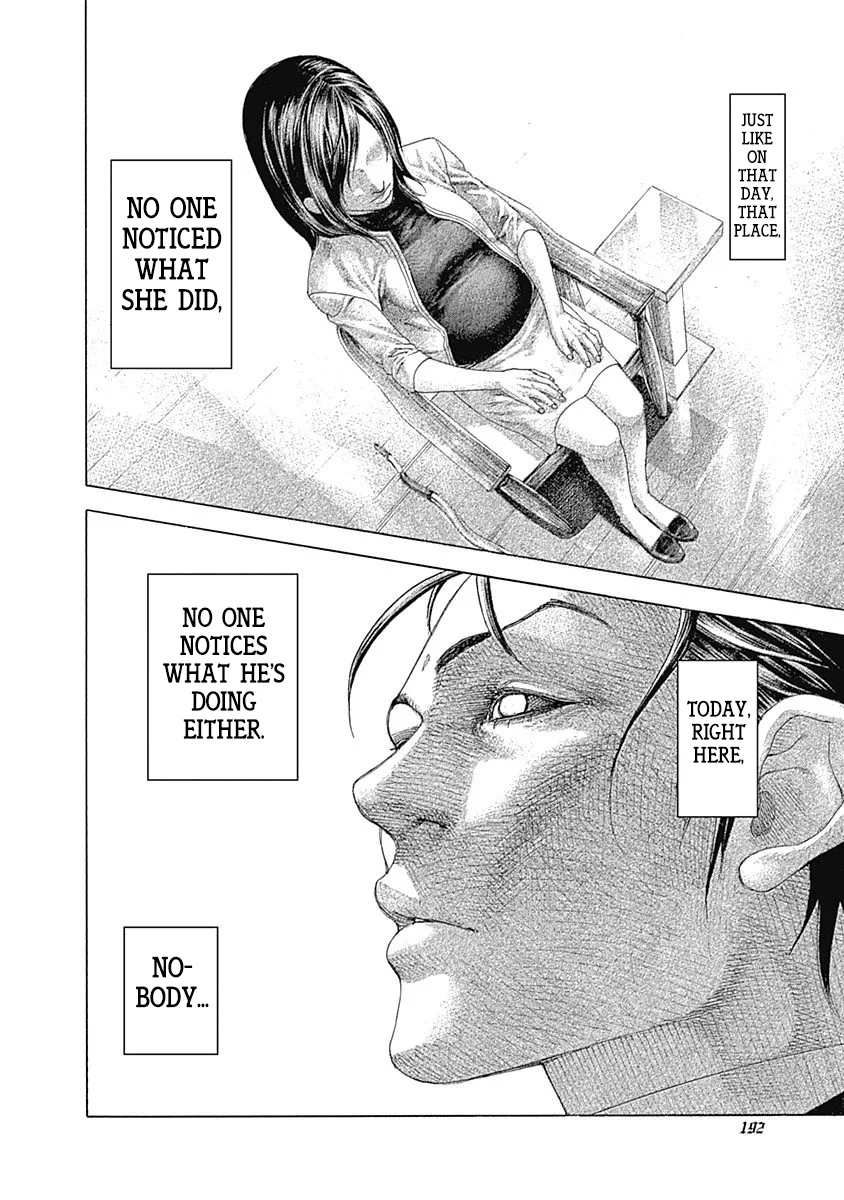 JUST
LIKE
ON
THAT
DAY,
THAT
PLACE,
NO ONE
NOTICED
WHAT
SHE DID,
TODAY,
RIGHT
HERE,
NO ONE
NOTICES
WHAT HE'S
DOING
EITHER.
NO-
BODY...
192